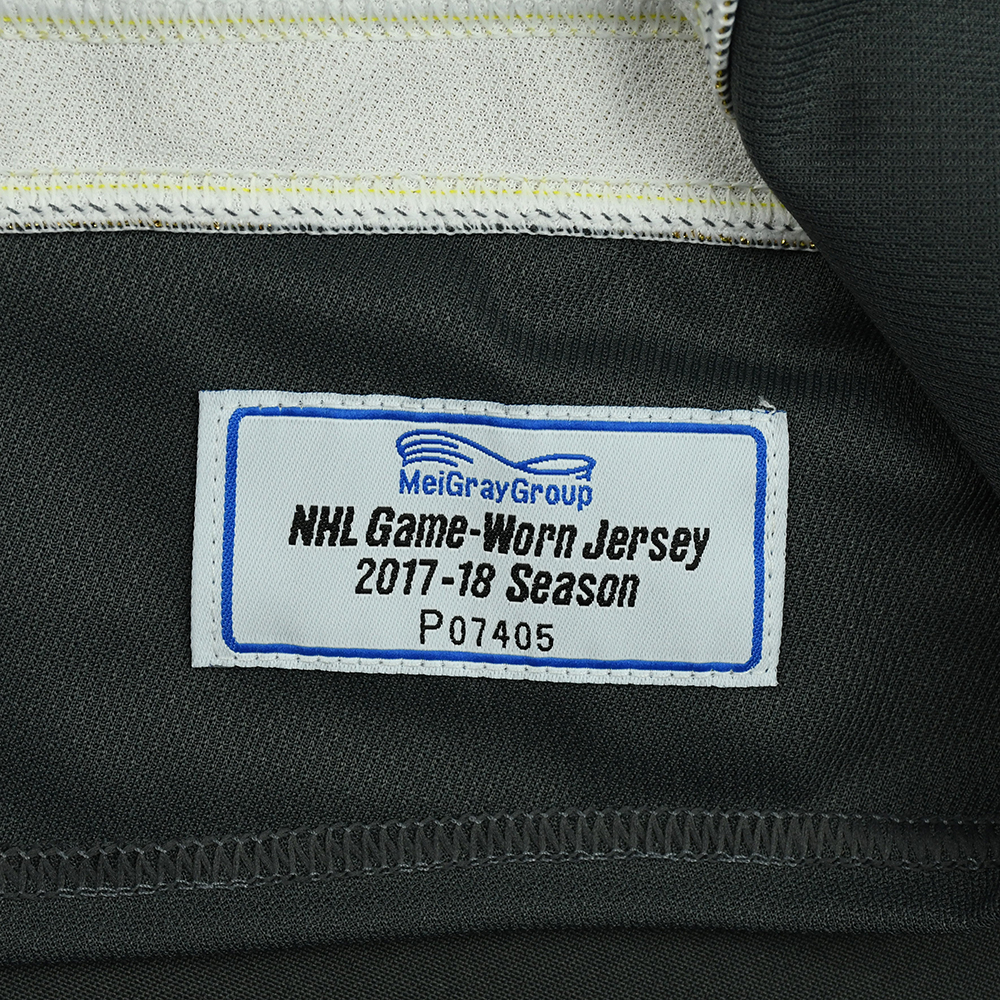 MeiGrayGroup
NHL Game-Worn Jersey
2017-18 Season
P07405